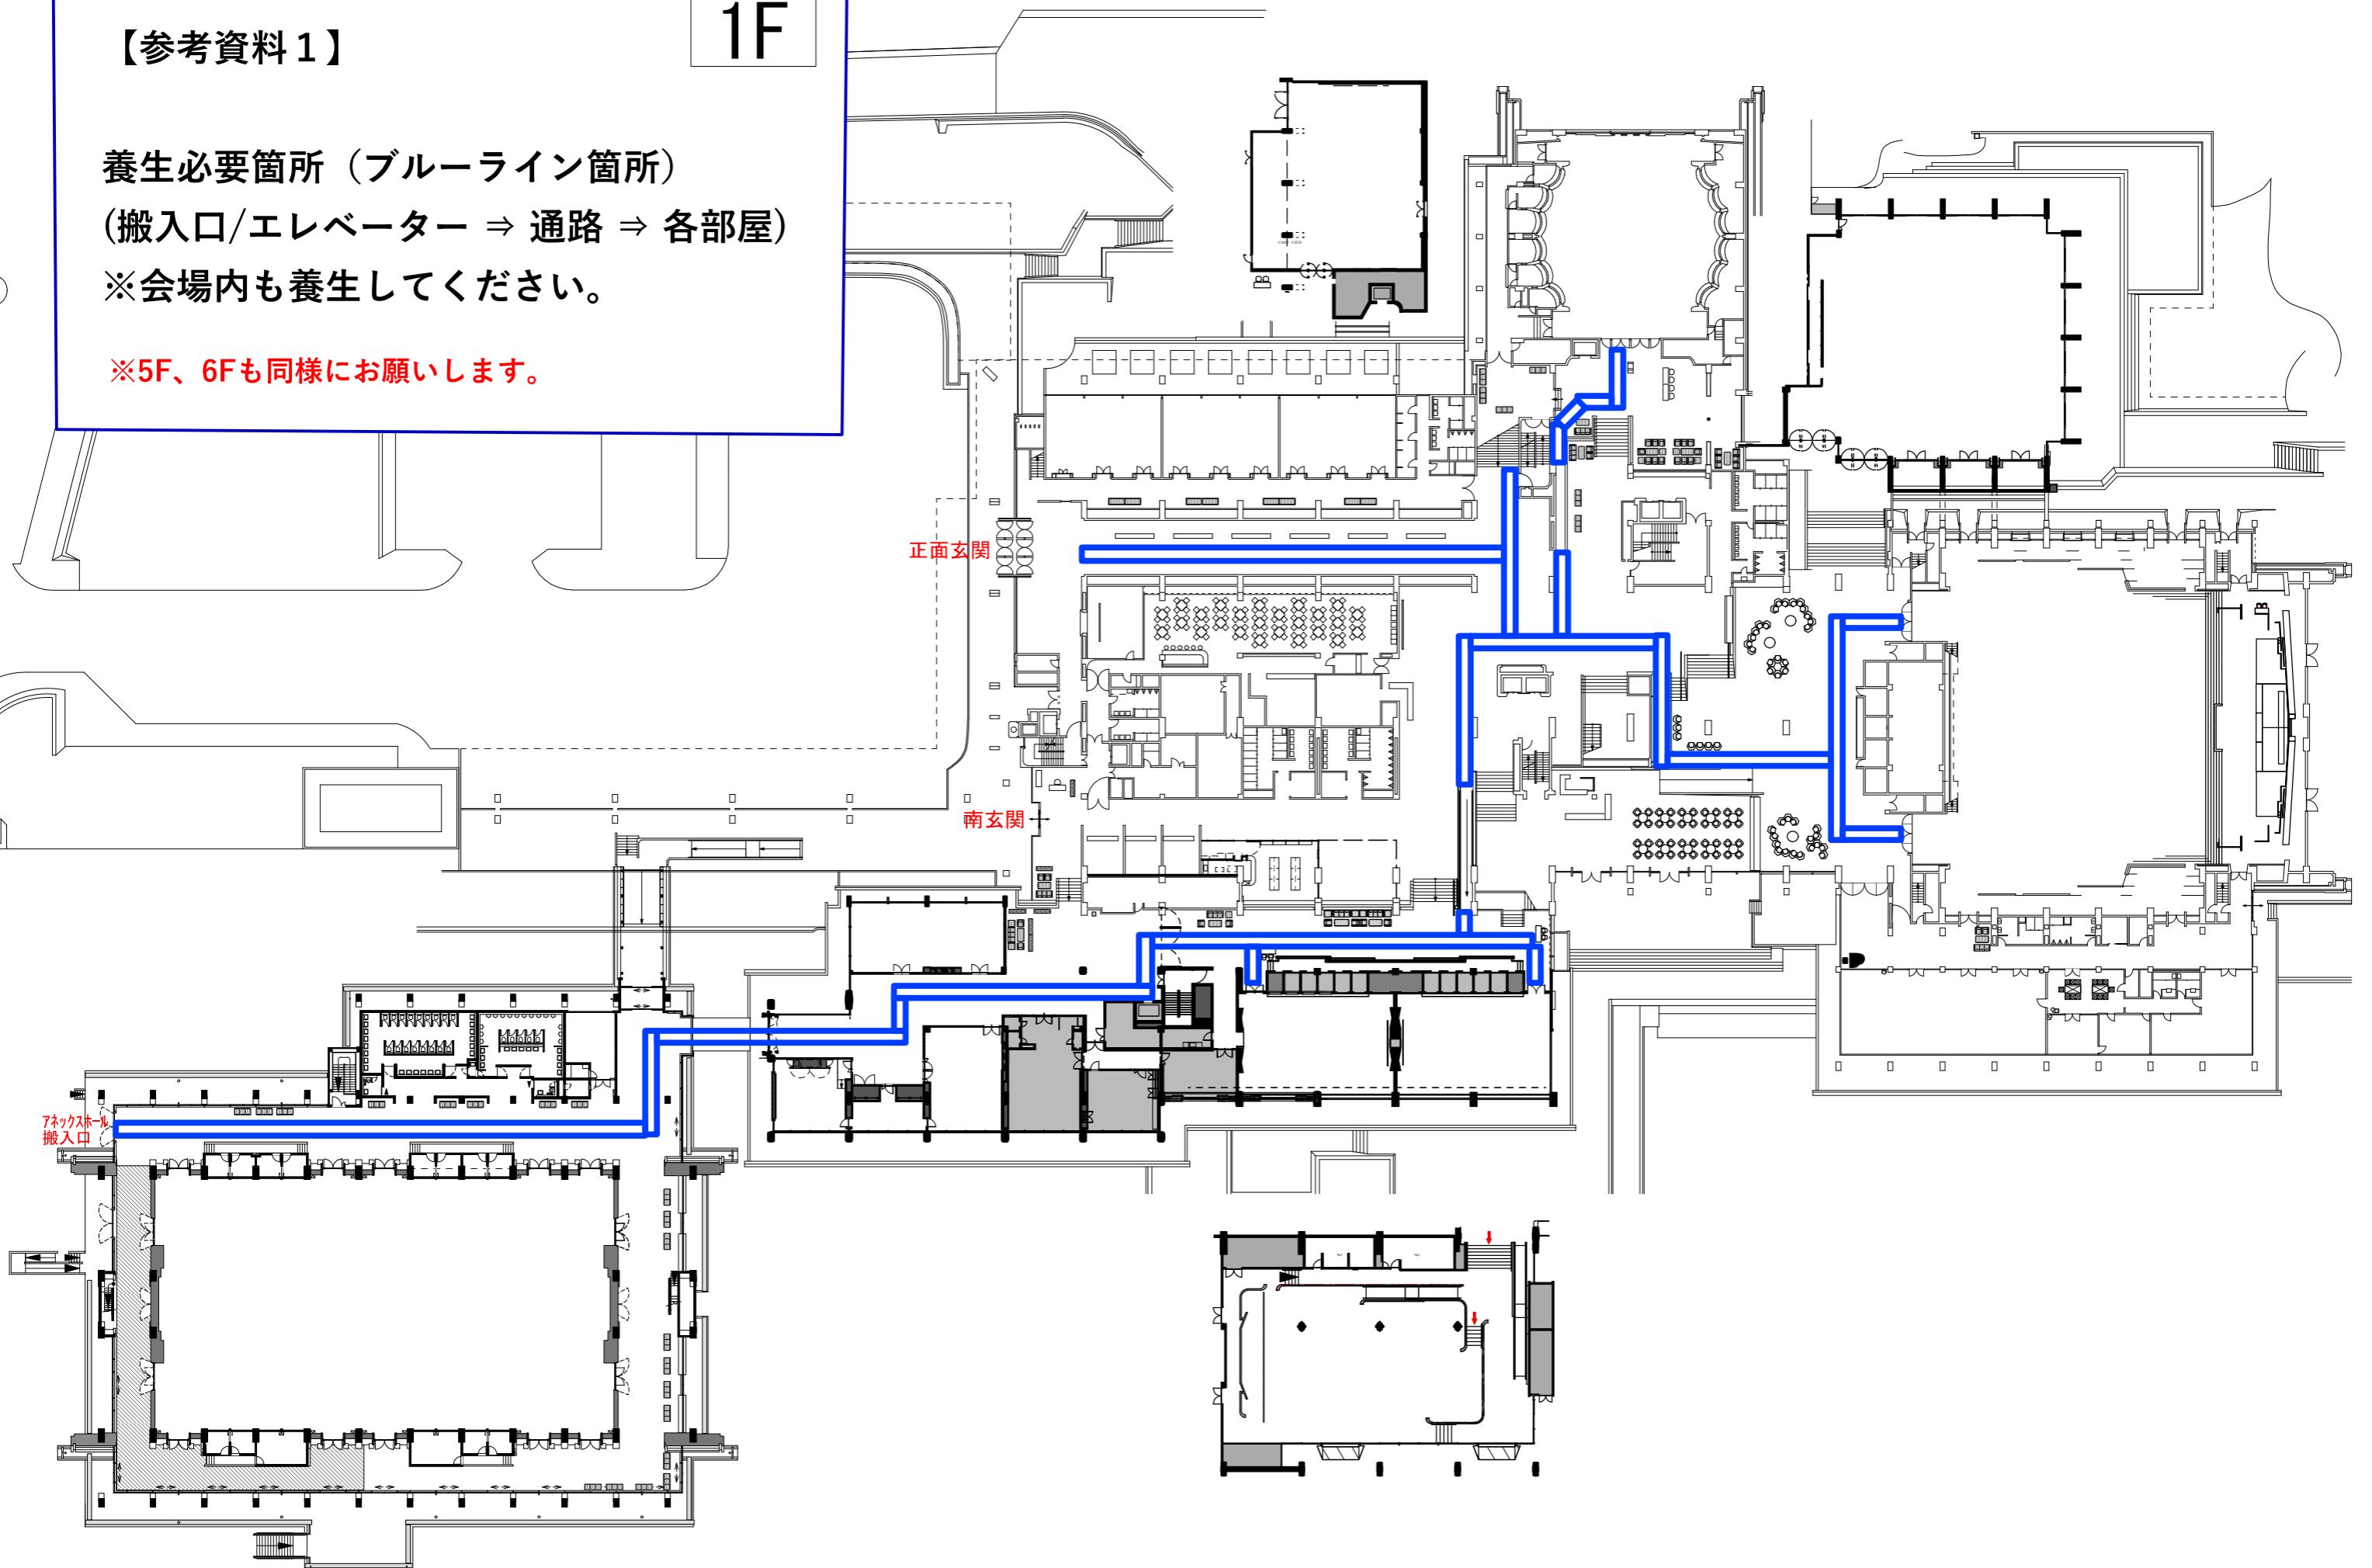 【参考資料１】
1F
養生必要箇所（ブルーライン箇所）
(搬入口/エレベーター ⇒ 通路 ⇒ 各部屋)
※会場内も養生してください。
※5F、6Fも同様にお願いします。
正面玄関
南玄関
アネックスホール
搬入口